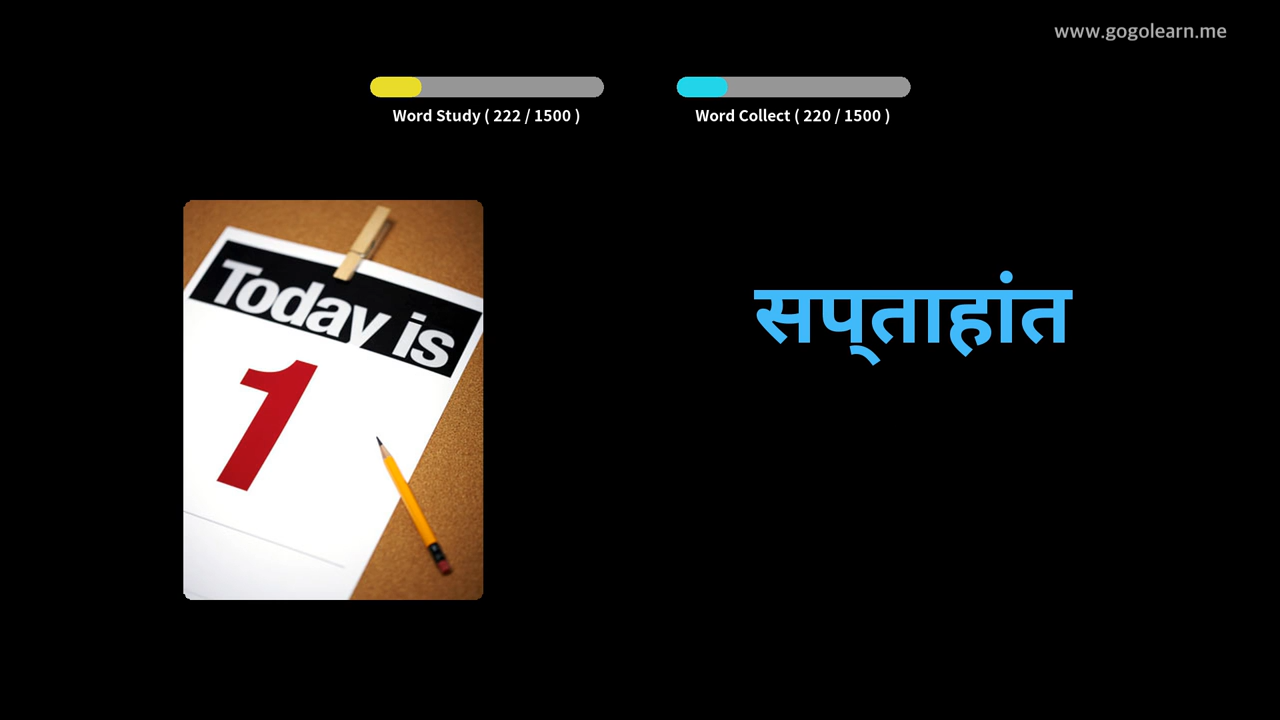 www.gogolearn.me
Word Study ( 222 / 1500 )
Word Collect ( 220 / 1500 )
Today is
1
सप्ताहांत